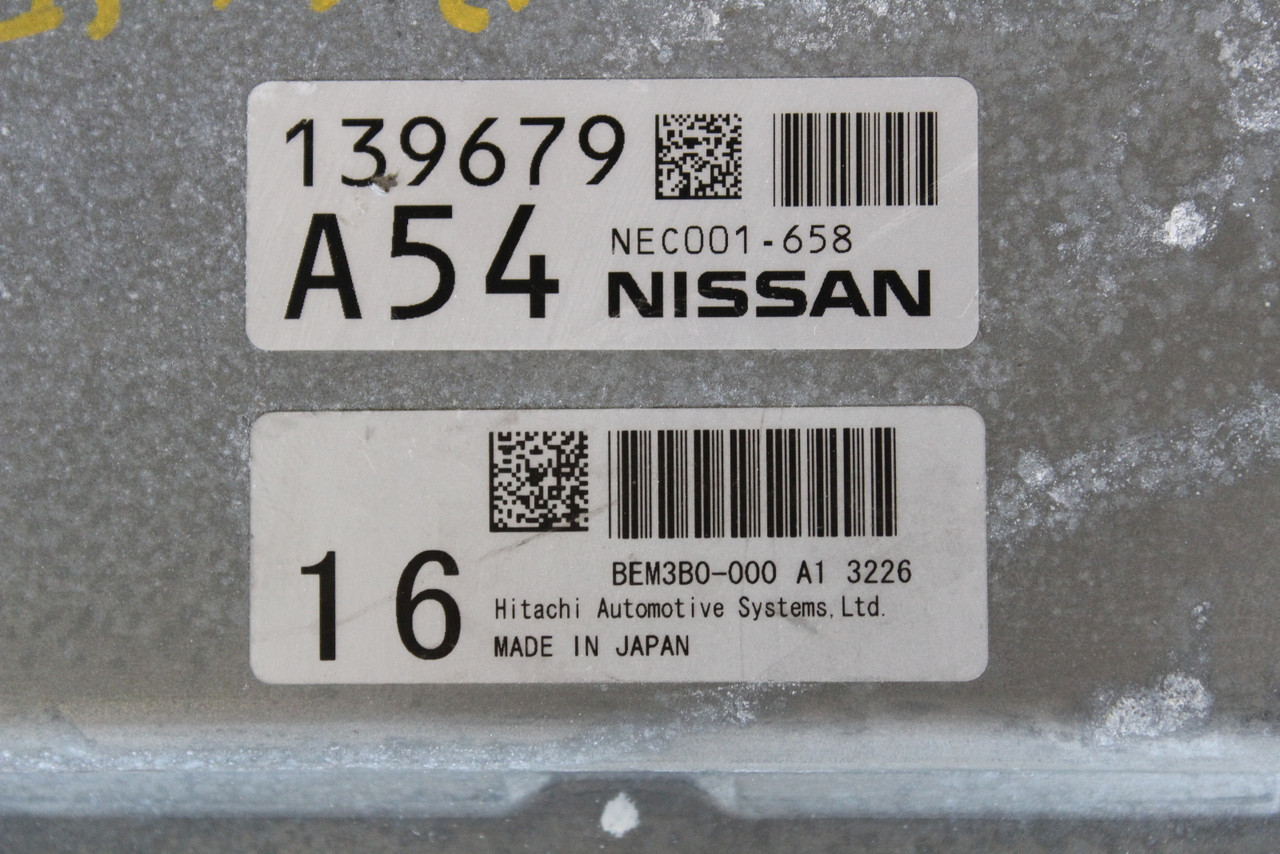 139679
A54
NEC001-658
NISSAN
16
BEM3B0-000 A1 3226
Hitachi Automotive Systems, Ltd.
MADE IN JAPAN